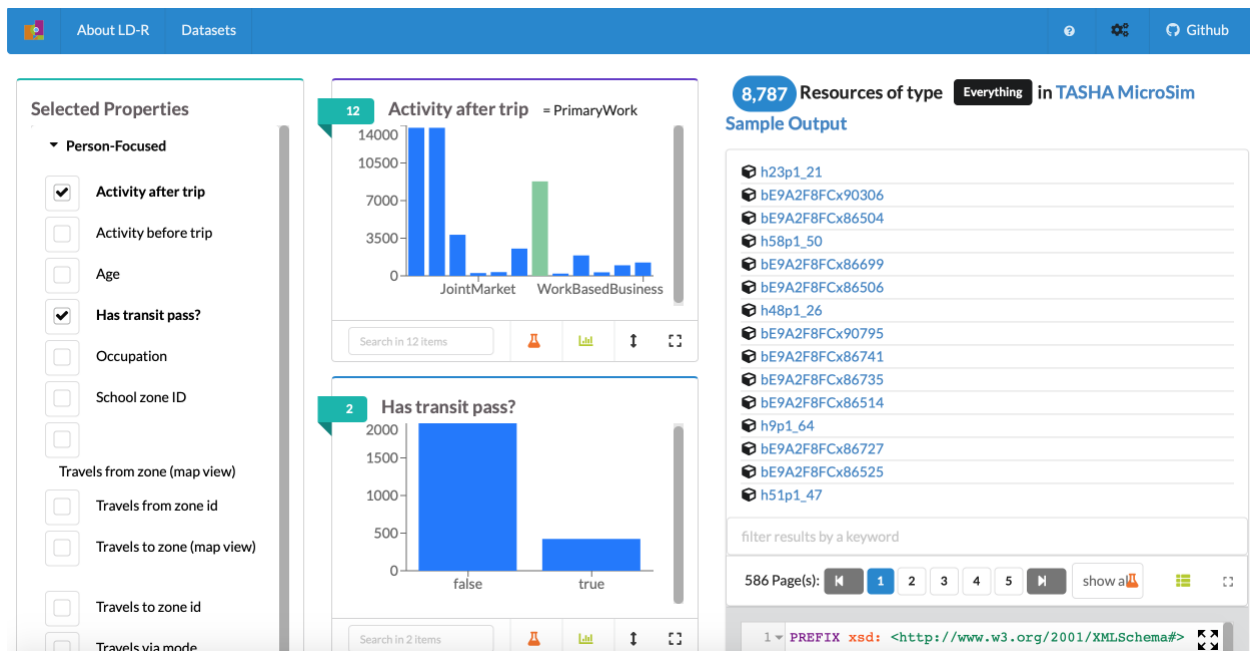 About LD-R
Datasets
Github
Selected Properties
Person-Focused
Activity after trip
Activity before trip
Age
Has transit pass?
Occupation
School zone ID
Travels from zone (map view)
Travels from zone id
Travels to zone (map view)
Travels to zone id
Travels via mode
12
Activity after trip = PrimaryWork
14000
10500
7000
3500
0
JointMarket WorkBasedBusiness
Search in 12 items
2
Has transit pass?
2000
1500
1000
500
0
false true
Search in 2 items
8,787 Resources of type Everything in TASHA MicroSim
Sample Output
h23p1_21
bE9A2F8FCx90306
bE9A2F8FCx86504
h58p1_50
bE9A2F8FCx86699
bE9A2F8FCx86506
h48p1_26
bE9A2F8FCx90795
bE9A2F8FCx86741
bE9A2F8FCx86735
bE9A2F8FCx86514
h9p1_64
bE9A2F8FCx86727
bE9A2F8FCx86525
h51p1_47
filter results by a keyword
586 Page(s): 1 2 3 4 5 show al
1 PREFIX xsd: <http://www.w3.org/2001/XMLSchema#>